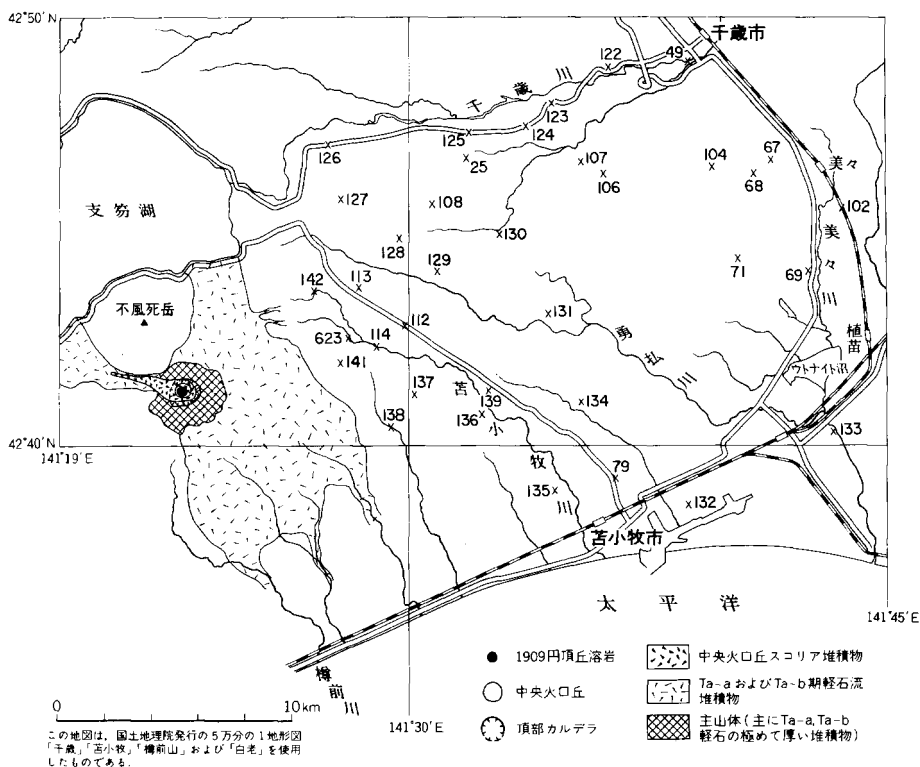 42°50′N
千歳市
49
122
千歳川
123
124
125
25
126
107
106
104
67
68
美々
102
127
108
支笏湖
130
128
129
美々川
71
69
142
113
不風死岳
131
112
植苗
623
114
勇払川
141
ウトナイト沼
137
苫小牧川
139
134
136
138
133
42°40′N
141°19′E
79
135
132
苫小牧市
141°45′E
太平洋
樽前川
141°30′E
0 10km
● 1909円頂丘溶岩
中央火口丘
頂部カルデラ
中央火口丘スコリア堆積物
Ta-aおよびTa-b期軽石流
堆積物
主山体(主にTa-a,Ta-b
軽石の極めて厚い堆積物)
この地図は,国土地理院発行の5万分の1地形図
「千歳」「苫小牧」「樽前山」および「白老」を使用
したものである.